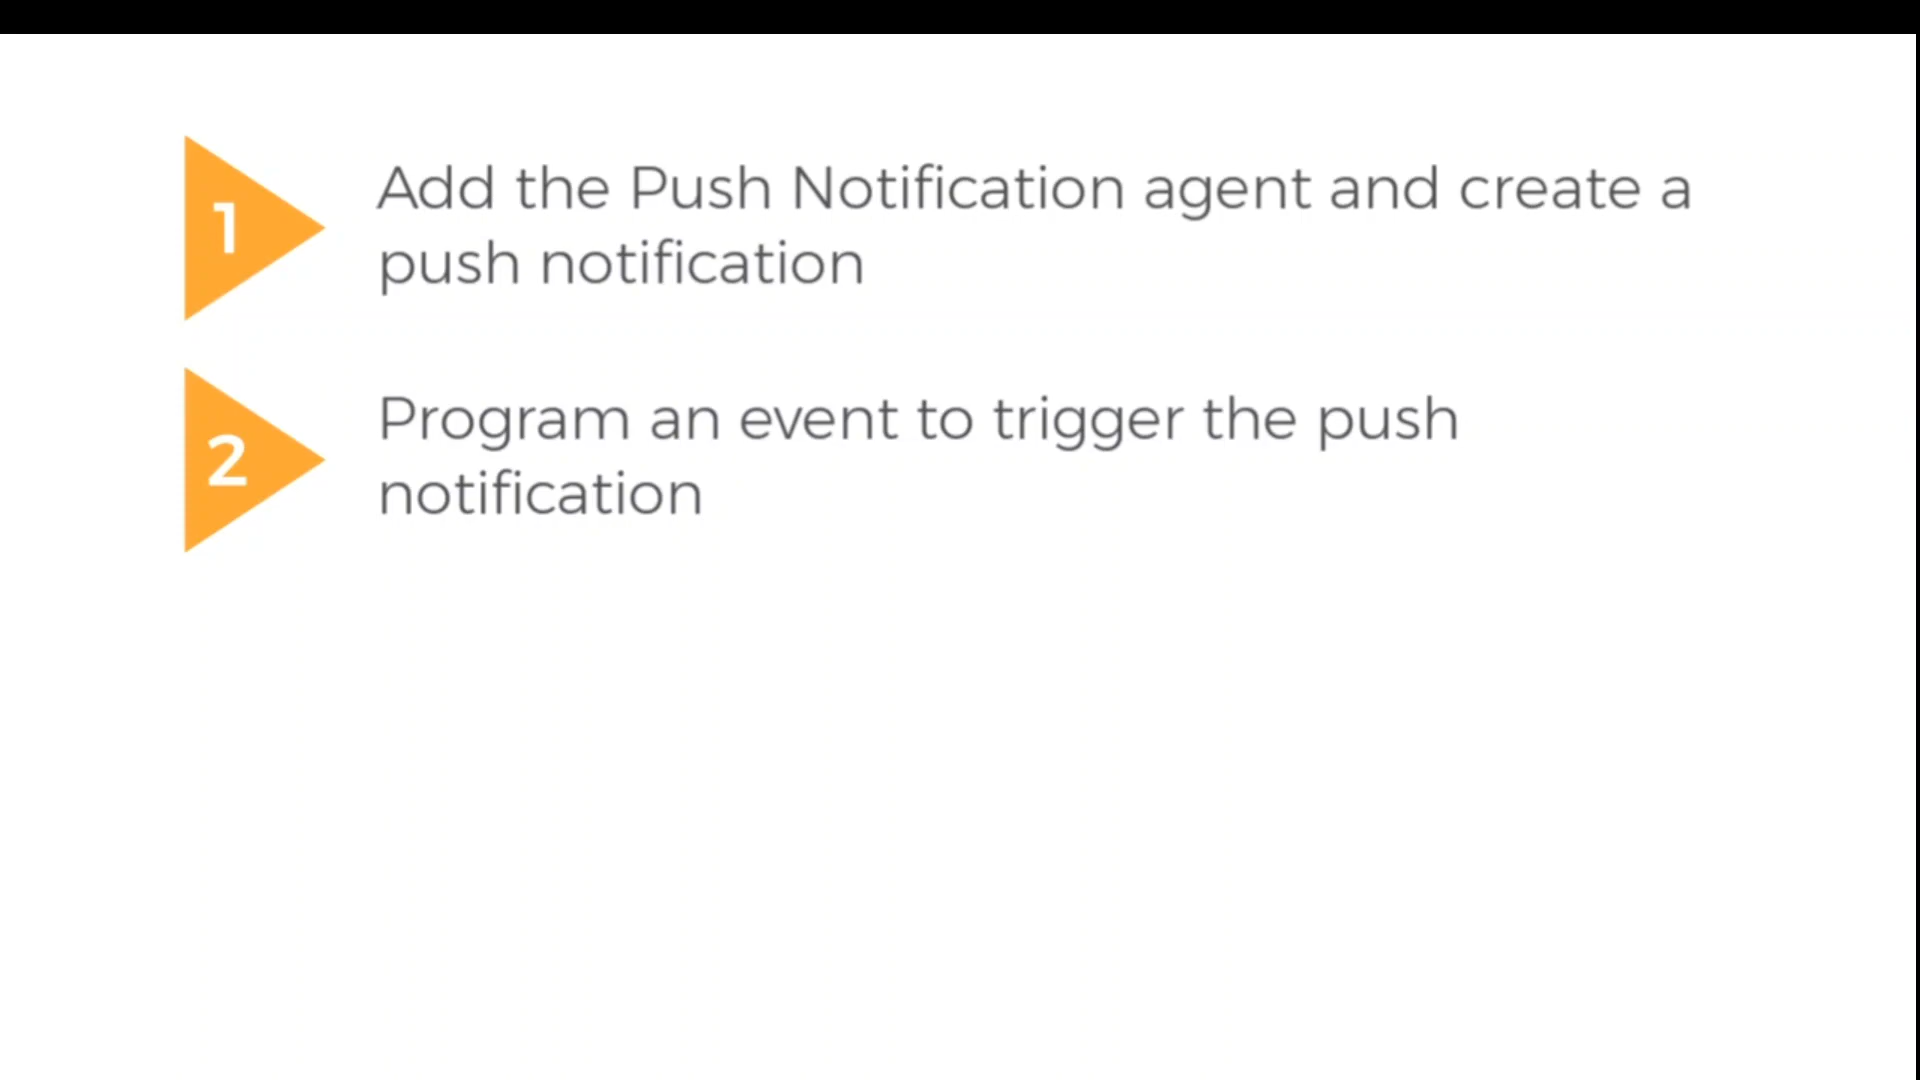 1
Add the Push Notification agent and create a
push notification
2
Program an event to trigger the push
notification